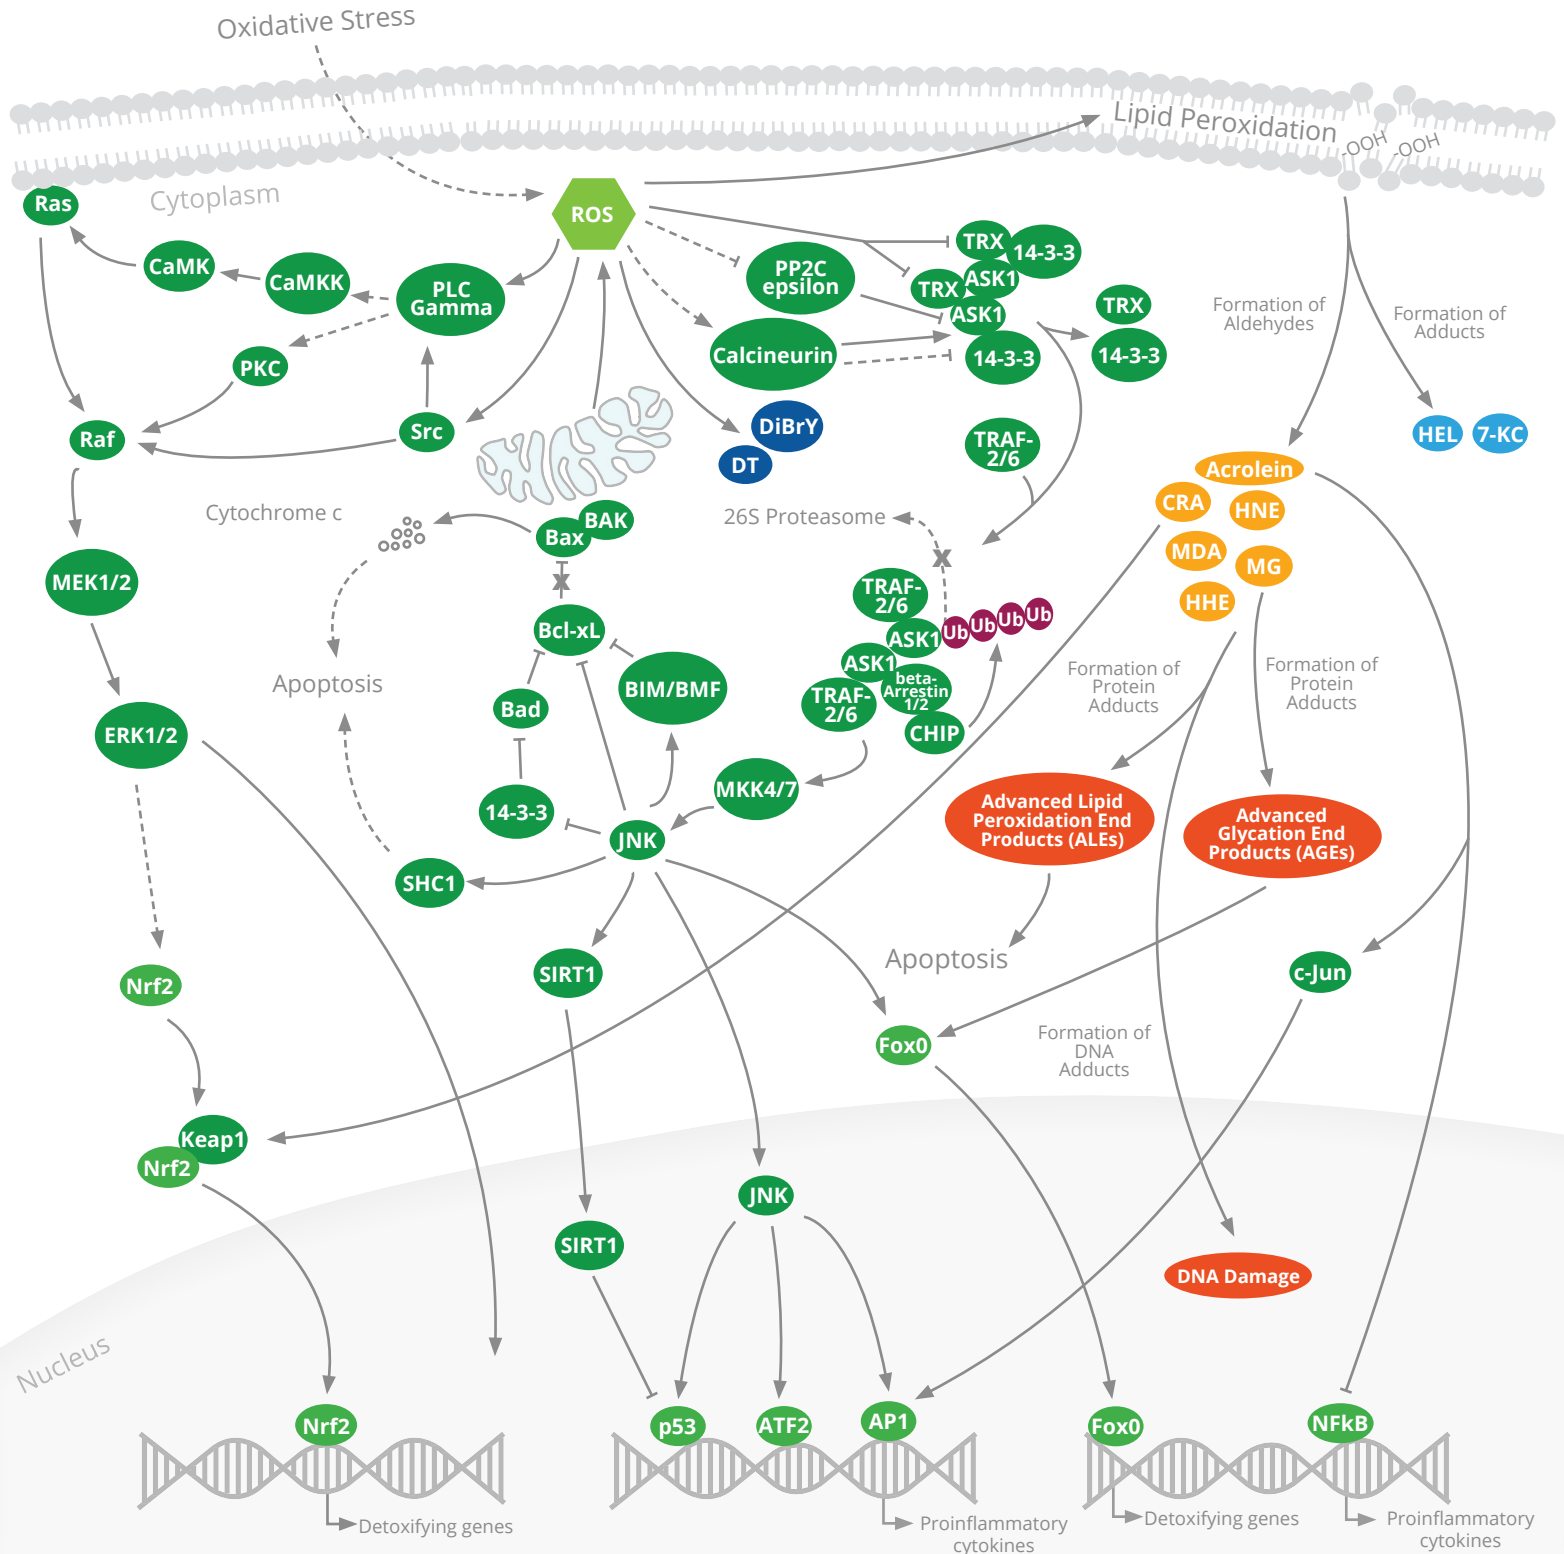 Oxidative Stress
Lipid Peroxidation
-OOH
-OOH
Cytoplasm
Ras
ROS
CaMK
CaMKK
PLC
Gamma
PKC
Raf
Src
PP2C
epsilon
Calcineurin
TRX
14-3-3
ASK1
TRX
ASK1
14-3-3
TRX
14-3-3
Formation of
Aldehydes
Formation of
Adducts
DiBrY
DT
TRAF-
2/6
HEL
7-KC
Acrolein
CRA
HNE
MDA
MG
HHE
Cytochrome c
BAK
Bax
26S Proteasome
X
X
MEK1/2
TRAF-
2/6
Ub
Ub
Ub
Ub
ASK1
Bcl-xL
ASK1
beta-
Arrestin
1/2
TRAF-
2/6
CHIP
Apoptosis
BIM/BMF
Bad
Formation of
Protein
Adducts
Formation of
Protein
Adducts
ERK1/2
14-3-3
MKK4/7
JNK
Advanced Lipid
Peroxidation End
Products (ALEs)
Advanced
Glycation End
Products (AGEs)
SHC1
Apoptosis
SIRT1
c-Jun
Nrf2
Fox0
Formation of
DNA
Adducts
Keap1
Nrf2
JNK
SIRT1
DNA Damage
Nucleus
Nrf2
p53
ATF2
AP1
Fox0
NFkB
Detoxifying genes
Proinflammatory
cytokines
Detoxifying genes
Proinflammatory
cytokines